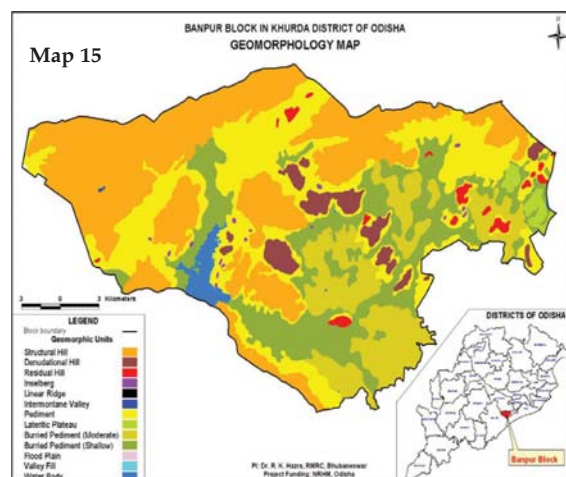 BANPUR BLOCK IN KHURDA DISTRICT OF ODISHA
GEOMORPHOLOGY MAP
Map 15
3 0 3 Kilometers
LEGEND
Block boundary
Geomorphic Units
Structural Hill
Denudational Hill
Residual Hill
Inselberg
Linear Ridge
Intermontane Valley
Pediment
Lateritic Plateau
Burried Pediment (Moderate)
Burried Pediment (Shallow)
Flood Plain
Valley Fill
Water Body
PI: Dr. R. K. Hazra, RMRC, Bhubaneswar
Project Funding: NRHM, Odisha
DISTRICTS OF ODISHA
Banpur Block